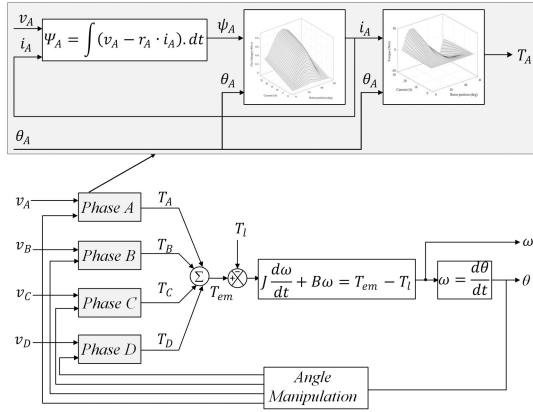 v_A
i_A
Ψ_A = ∫(v_A − r_A · i_A). dt
ψ_A
i_A
T_A
θ_A
θ_A
θ_A
v_A
Phase A
T_A
v_B
Phase B
T_B
v_C
Phase C
T_C
v_D
Phase D
T_D
Σ
T_em
T_l
+
J dω/dt + Bω = T_em − T_l
ω
ω = dθ/dt
θ
Angle
Manipulation